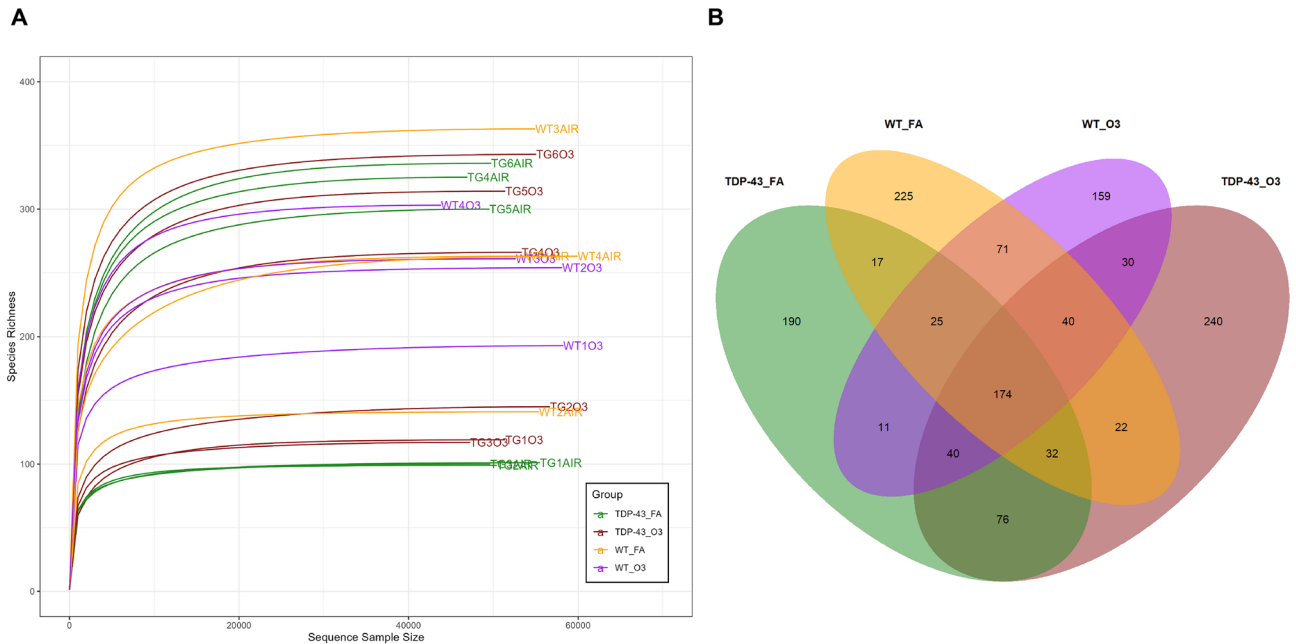 A
B
400
300
200
100
0
Species Richness
0
20000
40000
60000
Sequence Sample Size
WT3AIR
TG6O3
TG6AIR
TG4AIR
TG5O3
WT4O3
TG5AIR
TG4O3
WT4AIR
WT3O3
WT2O3
WT1O3
TG2O3
WT2AIR
TG1O3
TG3O3
TG1AIR
Group
a TDP-43_FA
a TDP-43_O3
a WT_FA
a WT_O3
WT_FA
WT_O3
TDP-43_FA
TDP-43_O3
225
159
71
17
30
190
25
40
240
174
11
22
40
32
76